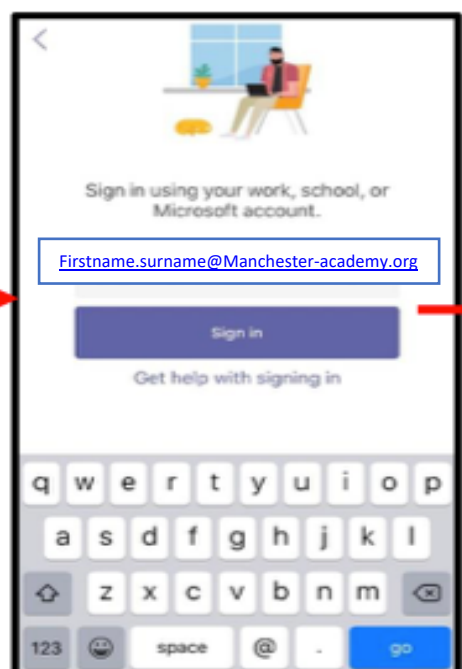 Sign in using your work, school, or
Microsoft account.
Firstname.surname@Manchester-academy.org
Sign in
Get help with signing in
q w e r t y u i o p
a s d f g h j k l
z x c v b n m
123 space @ . go